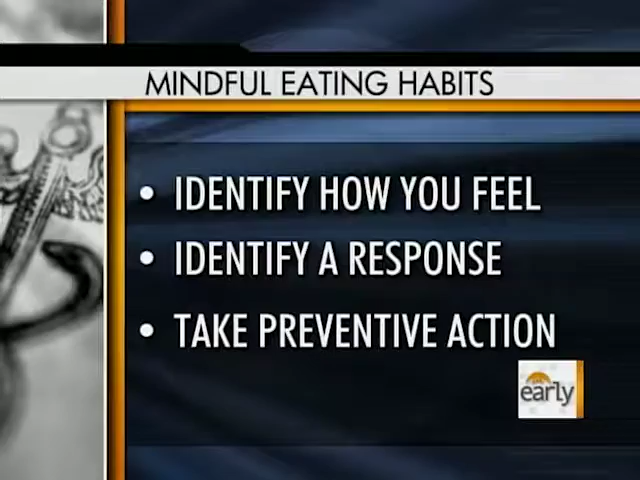 MINDFUL EATING HABITS
• IDENTIFY HOW YOU FEEL
• IDENTIFY A RESPONSE
• TAKE PREVENTIVE ACTION
early